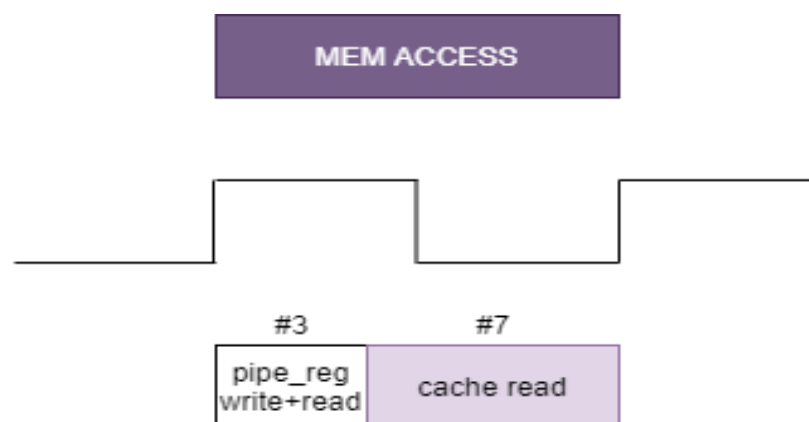 MEM ACCESS
#3
#7
pipe_reg
write+read
cache read